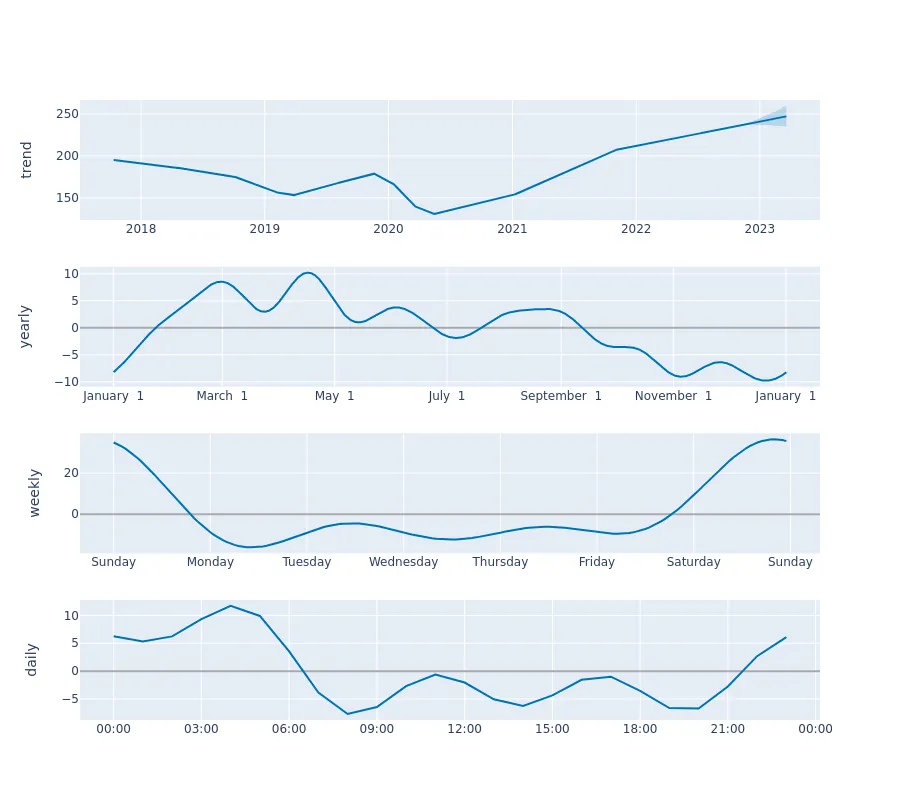 trend
250
200
150
2018 2019 2020 2021 2022 2023
yearly
10
5
0
−5
−10
January 1 March 1 May 1 July 1 September 1 November 1 January 1
weekly
20
0
Sunday Monday Tuesday Wednesday Thursday Friday Saturday Sunday
daily
10
5
0
−5
00:00 03:00 06:00 09:00 12:00 15:00 18:00 21:00 00:00